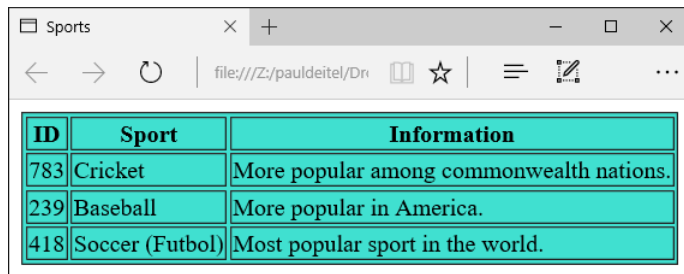 Sports
file:///Z:/pauldeitel/Dr
ID Sport Information
783 Cricket More popular among commonwealth nations.
239 Baseball More popular in America.
418 Soccer (Futbol) Most popular sport in the world.